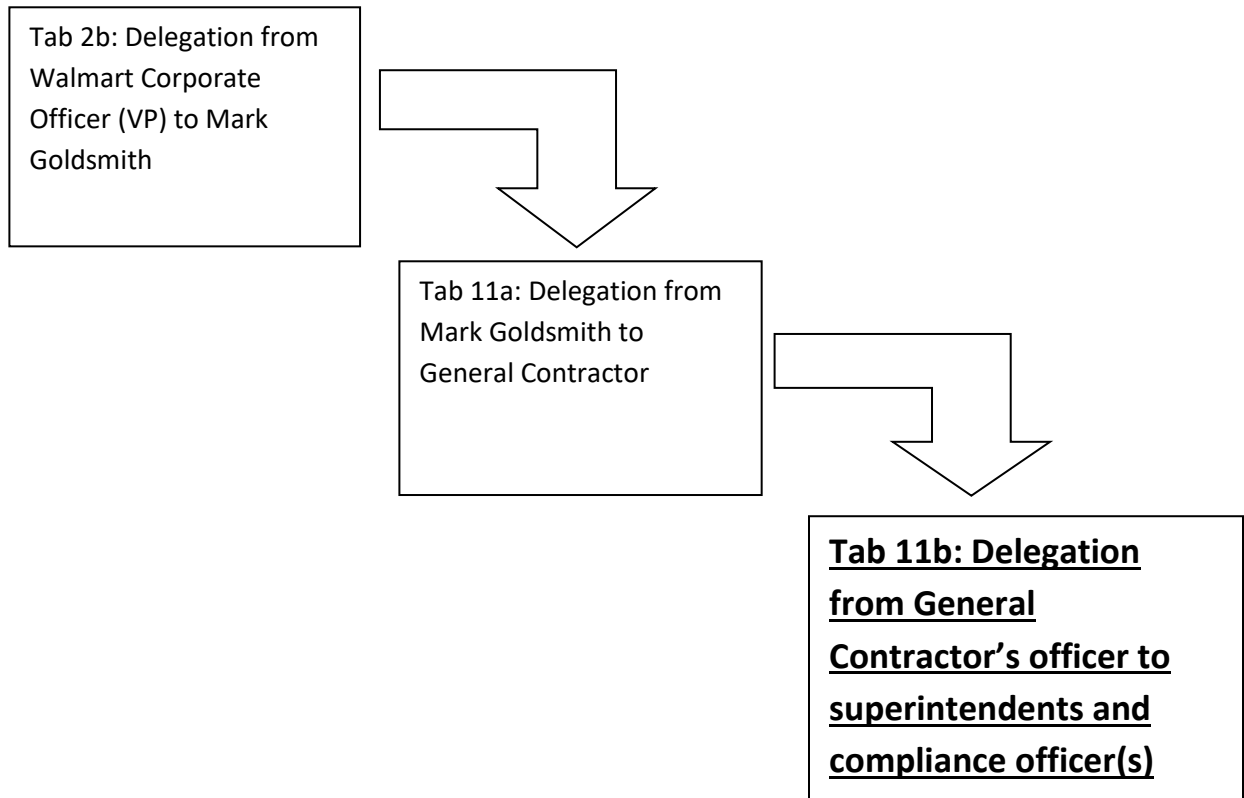 Tab 2b: Delegation from
Walmart Corporate
Officer (VP) to Mark
Goldsmith
Tab 11a: Delegation from
Mark Goldsmith to
General Contractor
Tab 11b: Delegation
from General
Contractor’s officer to
superintendents and
compliance officer(s)